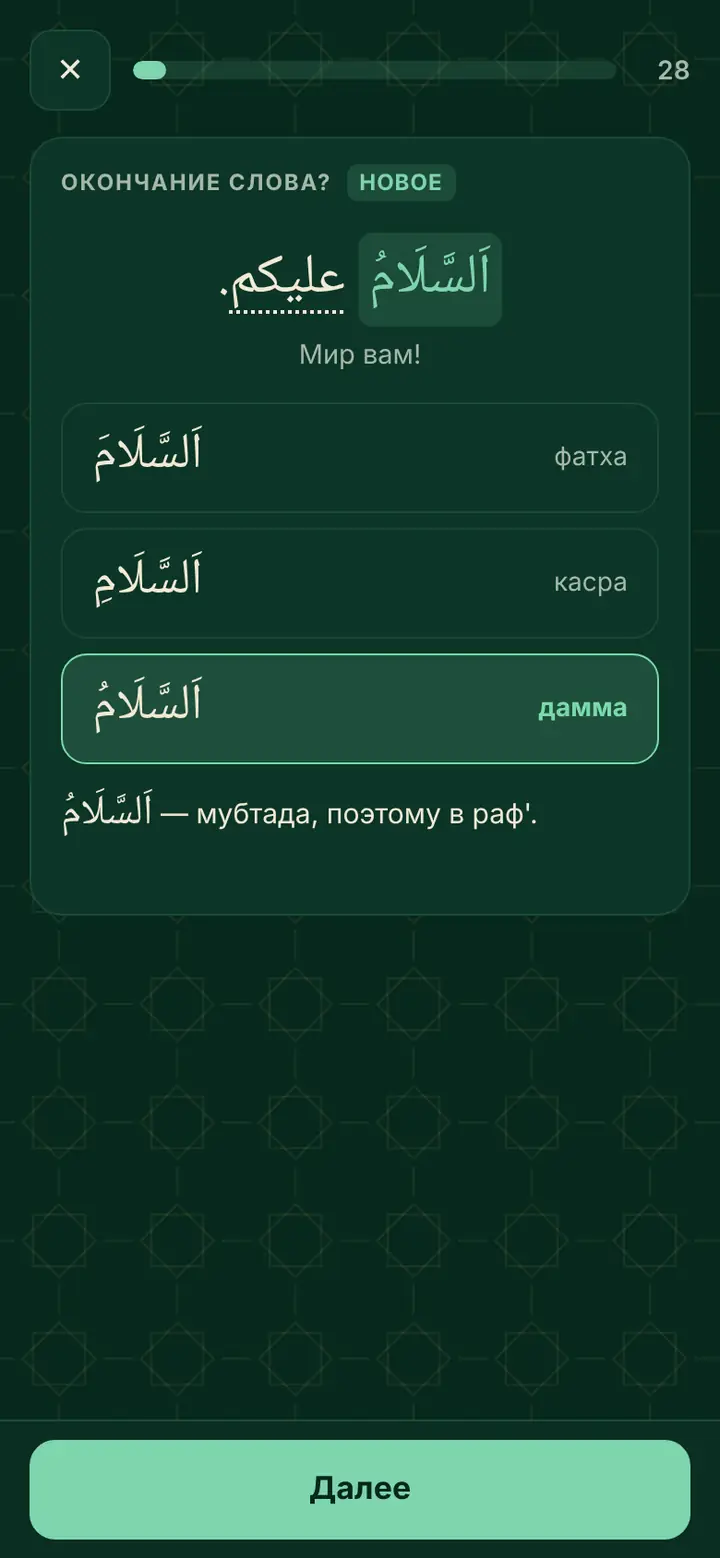 ✕ 28
ОКОНЧАНИЕ СЛОВА? НОВОЕ
اَلسَّلَامُ عليكم.
Мир вам!
اَلسَّلَامَ фатха
اَلسَّلَامِ касра
اَلسَّلَامُ дамма
اَلسَّلَامُ — мубтада, поэтому в раф'.
Далее